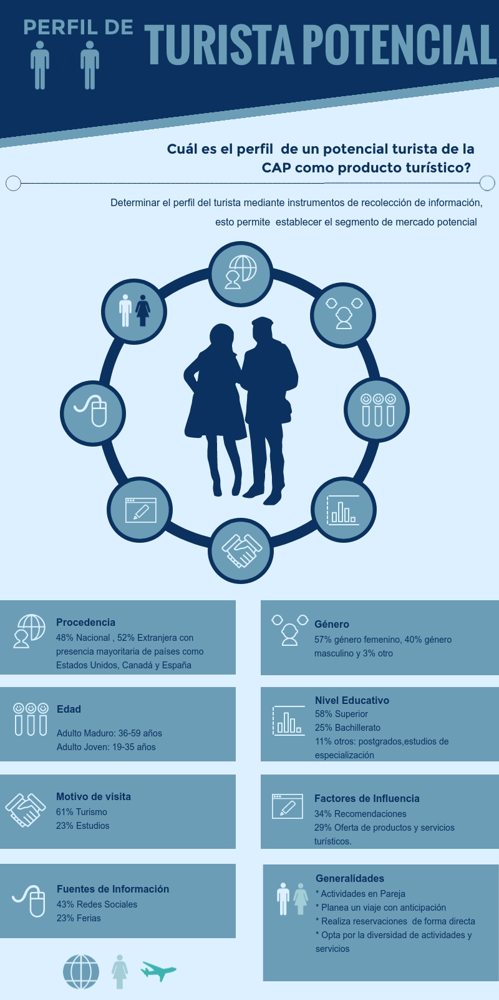 PERFIL DE
TURISTA POTENCIAL
Cuál es el perfil  de un potencial turista de la
CAP como producto turístico?
Determinar el perfil del turista mediante instrumentos de recolección de información,
esto permite  establecer el segmento de mercado potencial
Procedencia
48% Nacional , 52% Extranjera con
presencia mayoritaria de países como
Estados Unidos, Canadá y España
Género
57% género femenino, 40% género
masculino y 3% otro
Edad
Adulto Maduro: 36-59 años
Adulto Joven: 19-35 años
Nivel Educativo
58% Superior
25% Bachillerato
11% otros: postgrados,estudios de
especialización
Motivo de visita
61% Turismo
23% Estudios
Factores de Influencia
34% Recomendaciones
29% Oferta de productos y servicios
turísticos.
Fuentes de Información
43% Redes Sociales
23% Ferias
Generalidades
* Actividades en Pareja
* Planea un viaje con anticipación
* Realiza reservaciones  de forma directa
* Opta por la diversidad de actividades y
servicios